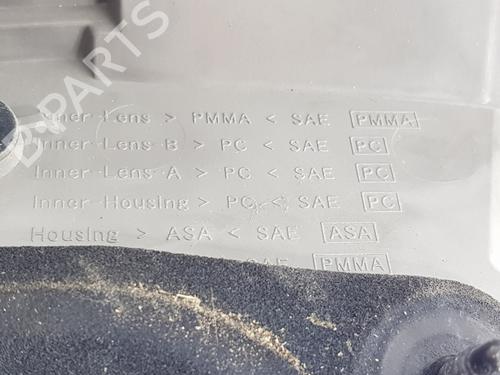 B-PARTS
Inner-Lens > PMMA < SAE PMMA
Inner-Lens-B > PC < SAE PC
Inner-Lens-A > PC < SAE PC
Inner-Housing > PC < SAE PC
Housing > ASA < SAE ASA
SAE PMMA